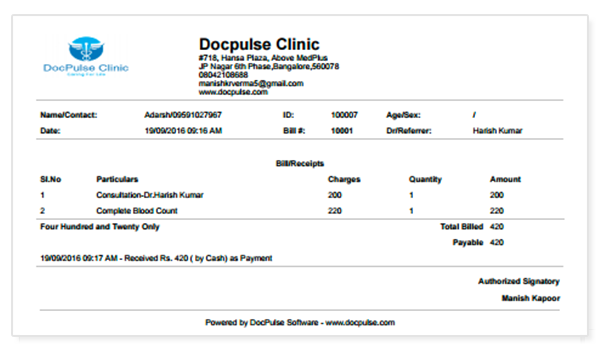 DocPulse Clinic
Docpulse Clinic
#718, Hansa Plaza, Above MedPlus
JP Nagar 6th Phase,Bangalore,560078
08042108688
manishkrverma5@gmail.com
www.docpulse.com
Name/Contact: Adarsh/09591027967 ID: 100007 Age/Sex: /
Date: 19/09/2016 09:16 AM Bill #: 10001 Dr/Referrer: Harish Kumar
Bill/Receipts
Sl.No Particulars Charges Quantity Amount
1 Consultation-Dr.Harish Kumar 200 1 200
2 Complete Blood Count 220 1 220
Four Hundred and Twenty Only Total Billed 420
Payable 420
19/09/2016 09:17 AM - Received Rs. 420 ( by Cash) as Payment
Authorized Signatory
Manish Kapoor
Powered by DocPulse Software - www.docpulse.com